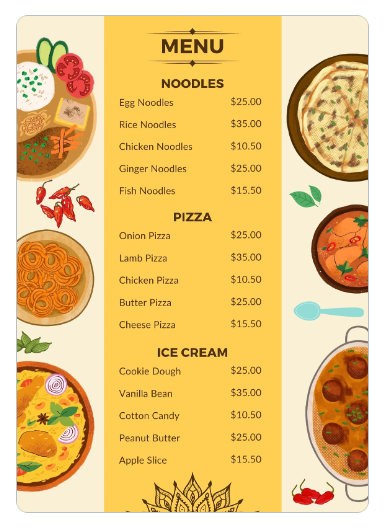 MENU
NOODLES
Egg Noodles $25.00
Rice Noodles $35.00
Chicken Noodles $10.50
Ginger Noodles $25.00
Fish Noodles $15.50
PIZZA
Onion Pizza $25.00
Lamb Pizza $35.00
Chicken Pizza $10.50
Butter Pizza $25.00
Cheese Pizza $15.50
ICE CREAM
Cookie Dough $25.00
Vanilla Bean $35.00
Cotton Candy $10.50
Peanut Butter $25.00
Apple Slice $15.50